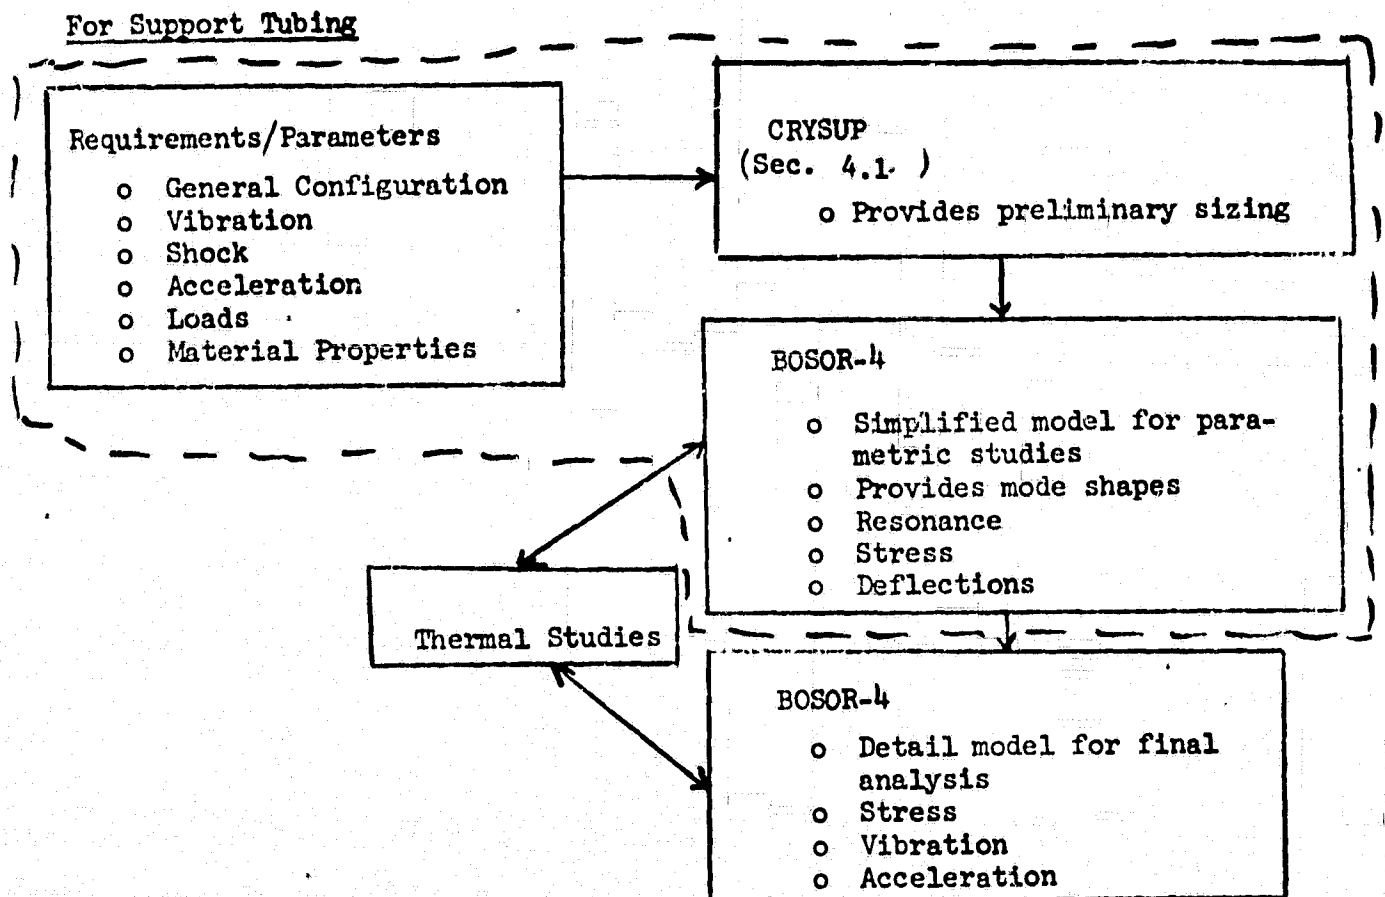 For Support Tubing
Requirements/Parameters
o General Configuration
o Vibration
o Shock
o Acceleration
o Loads
o Material Properties
CRYSUP
(Sec. 4.1 )
o Provides preliminary sizing
BOSOR-4
o Simplified model for para-
metric studies
o Provides mode shapes
o Resonance
o Stress
o Deflections
Thermal Studies
BOSOR-4
o Detail model for final
analysis
o Stress
o Vibration
o Acceleration